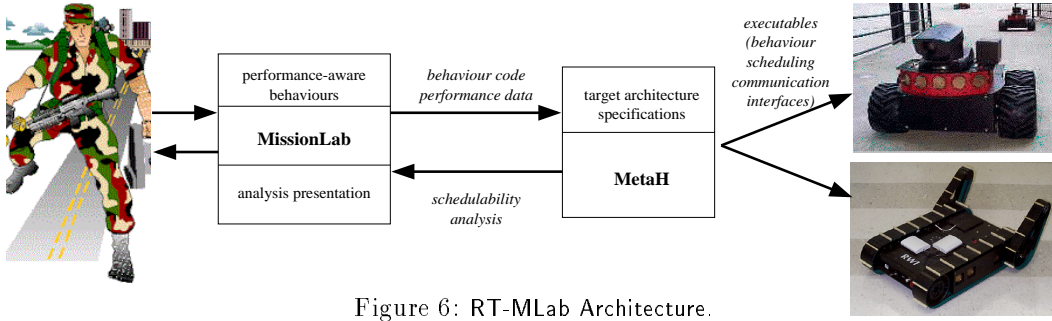 performance-aware
behaviours
MissionLab
analysis presentation
behaviour code
performance data
schedulability
analysis
target architecture
specifications
MetaH
executables
(behaviour
scheduling
communication
interfaces)
RWI
Figure 6: RT-MLab Architecture.